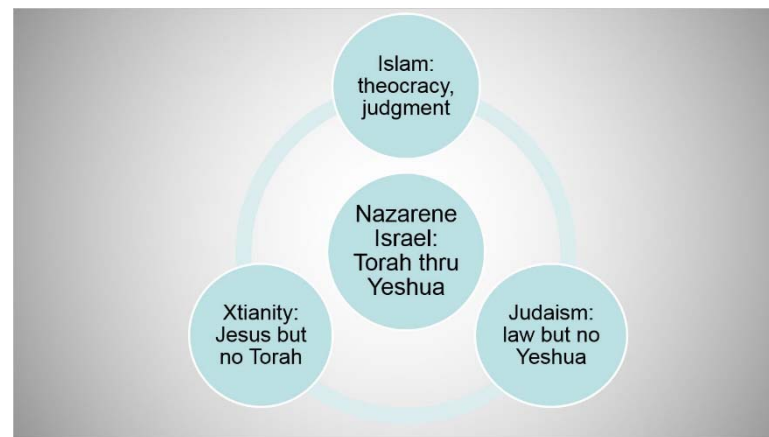 Islam:
theocracy,
judgment
Nazarene
Israel:
Torah thru
Yeshua
Xtianity:
Jesus but
no Torah
Judaism:
law but no
Yeshua